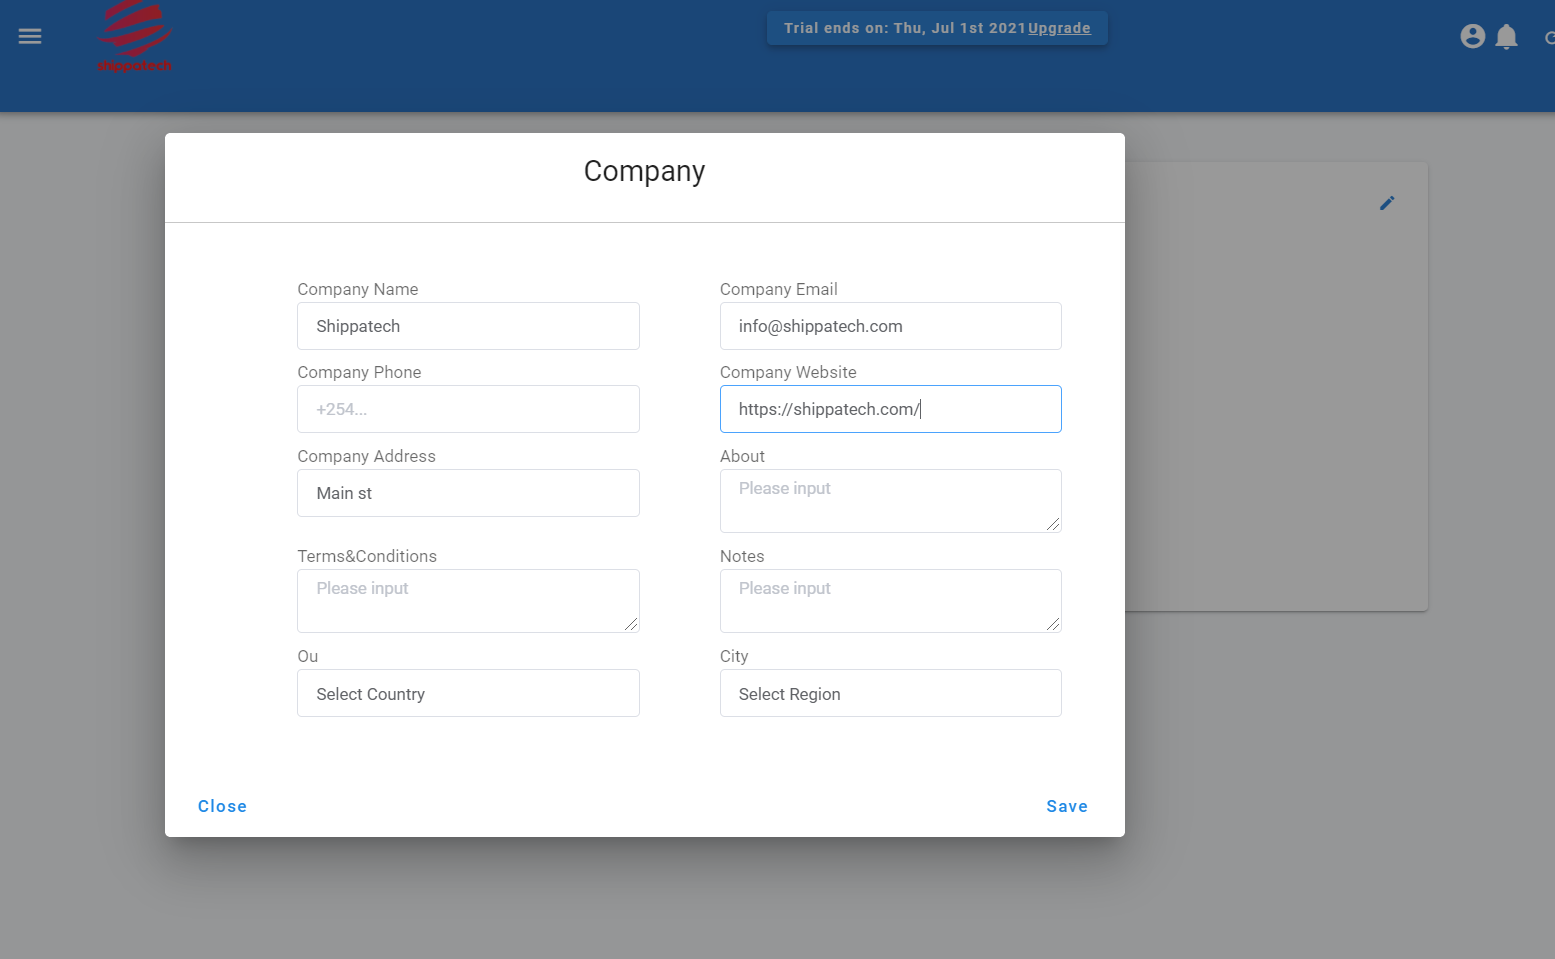 shippatech
Trial ends on: Thu, Jul 1st 2021Upgrade
Company
Company Name
Company Email
Shippatech
info@shippatech.com
Company Phone
Company Website
+254...
https://shippatech.com/
Company Address
About
Main st
Please input
Terms&Conditions
Notes
Please input
Please input
Ou
City
Select Country
Select Region
Close
Save